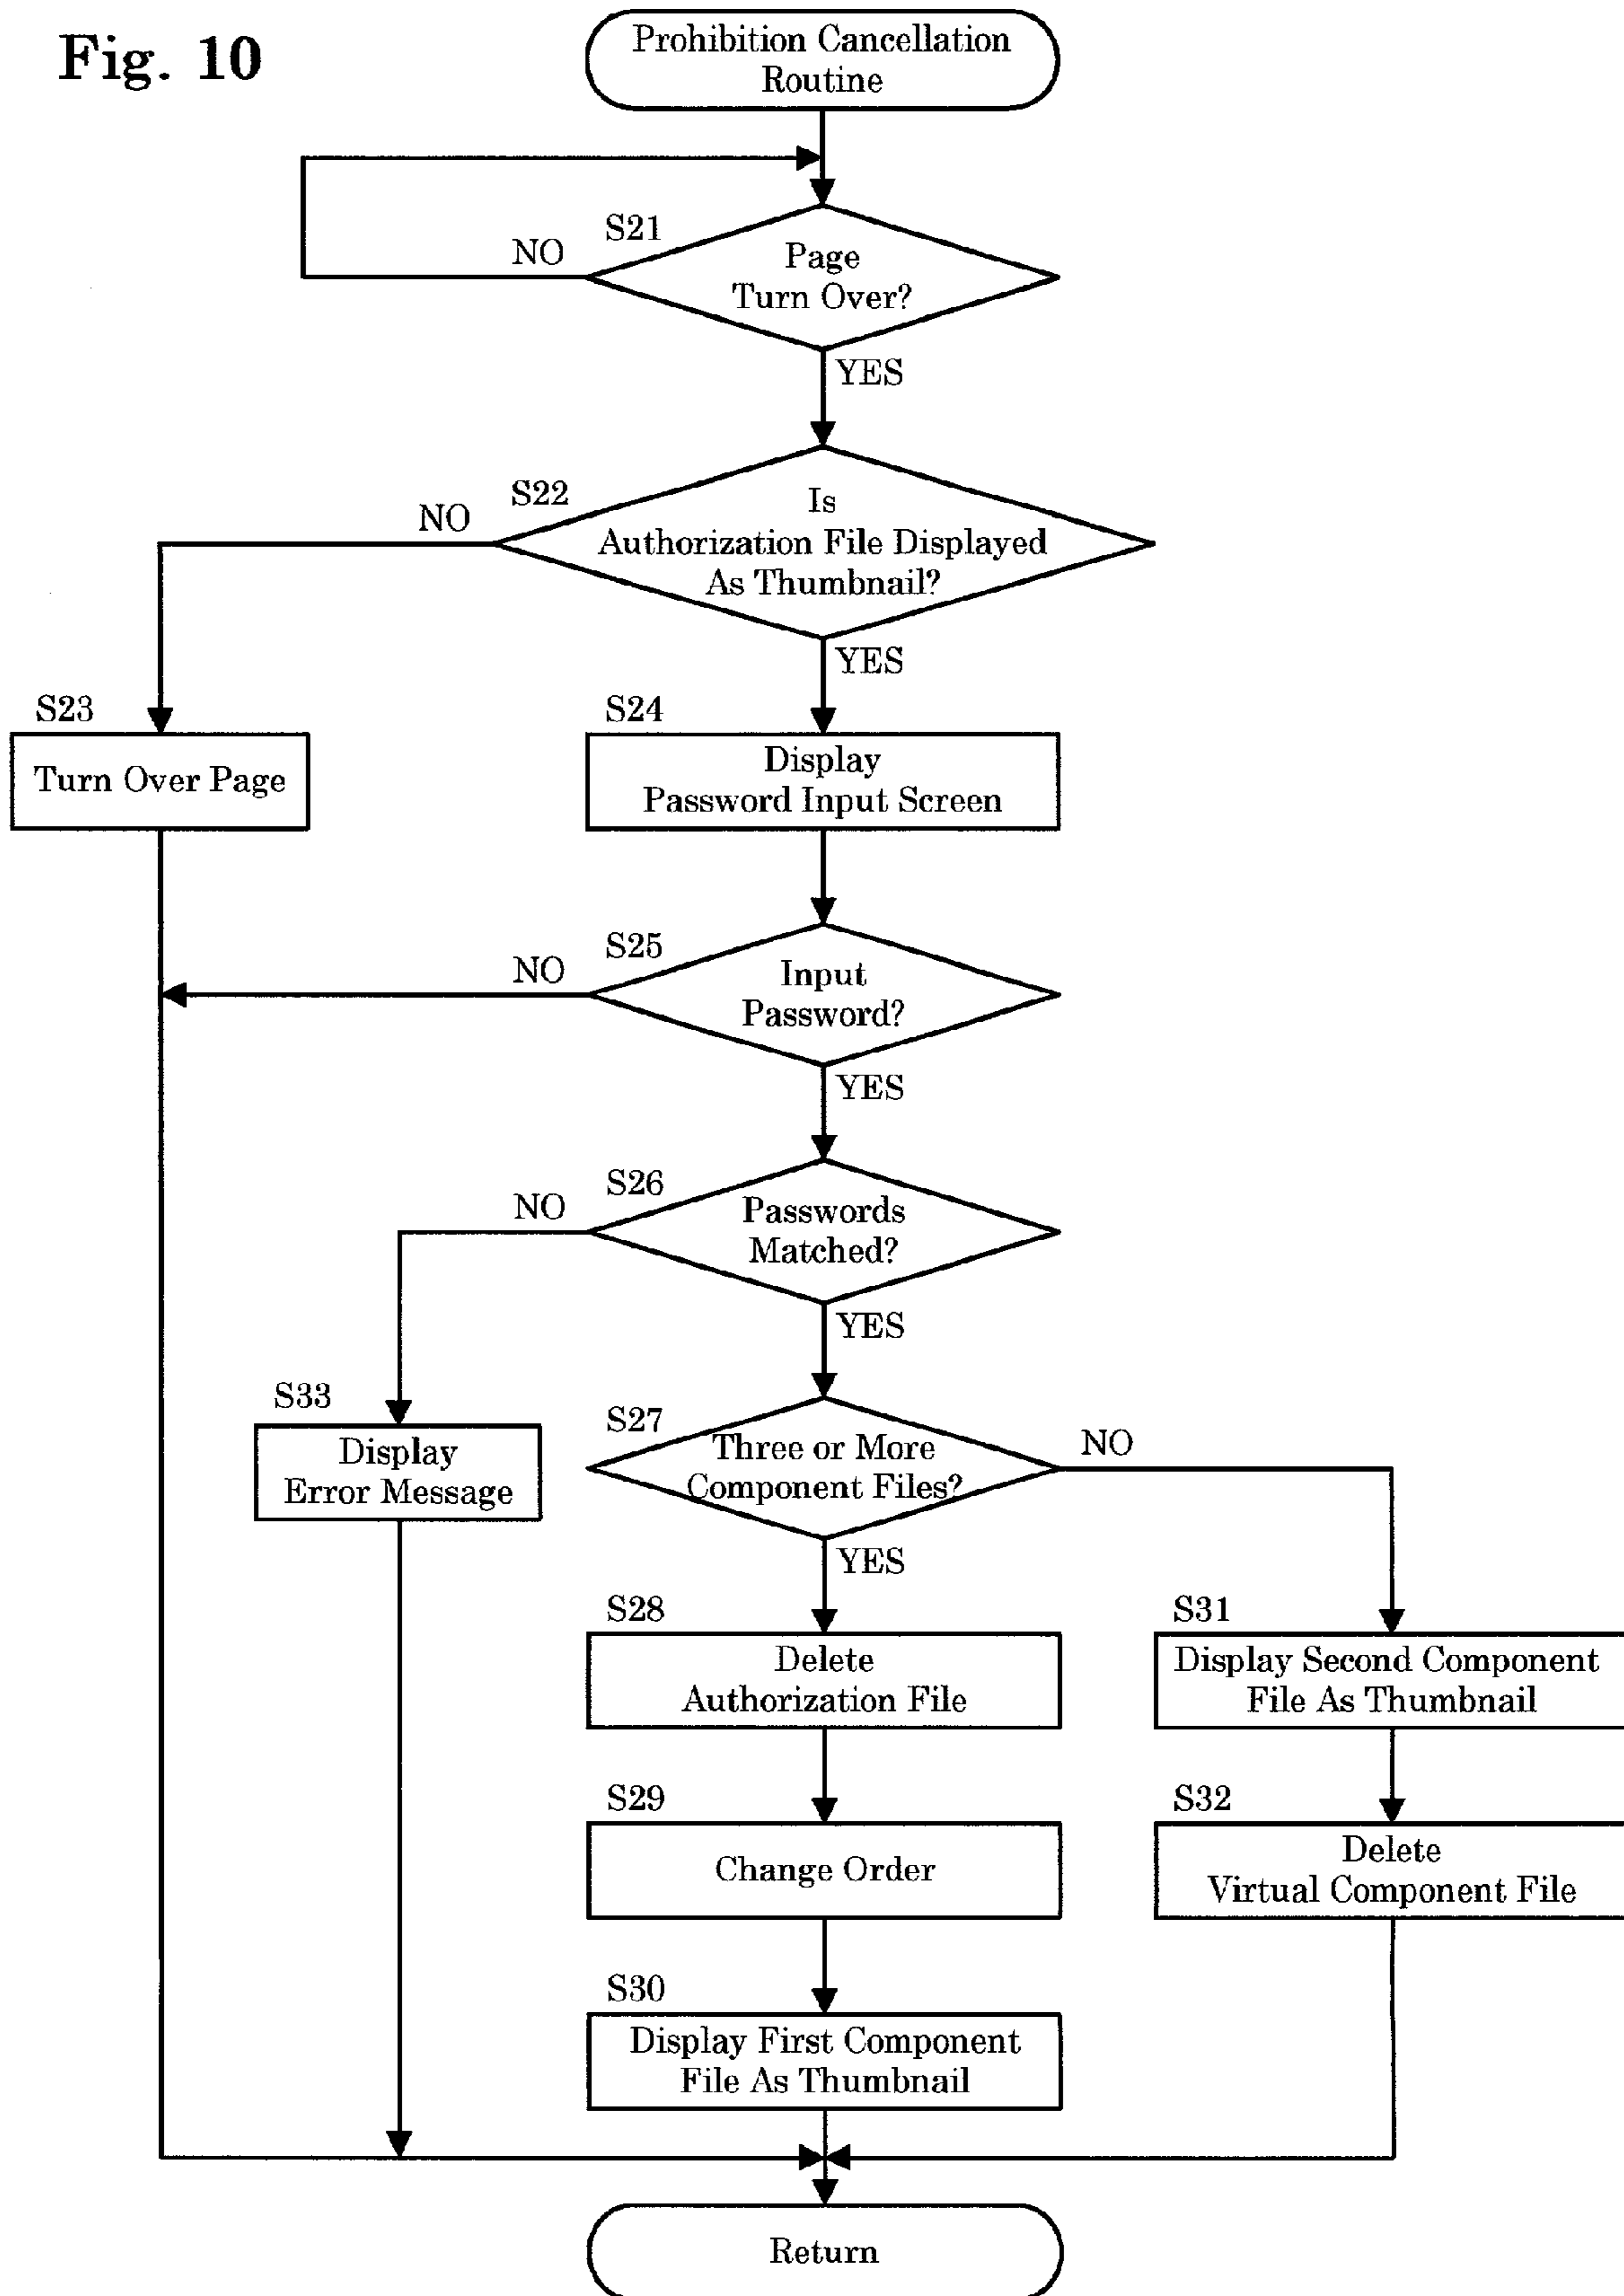 Fig. 10
Prohibition Cancellation
Routine
S21
NO
Page
Turn Over?
YES
S22
NO
Is
Authorization File Displayed
As Thumbnail?
YES
S23
Turn Over Page
S24
Display
Password Input Screen
S25
NO
Input
Password?
YES
S26
NO
Passwords
Matched?
YES
S33
Display
Error Message
S27
Three or More
Component Files?
NO
YES
S28
Delete
Authorization File
S31
Display Second Component
File As Thumbnail
S29
Change Order
S32
Delete
Virtual Component File
S30
Display First Component
File As Thumbnail
Return